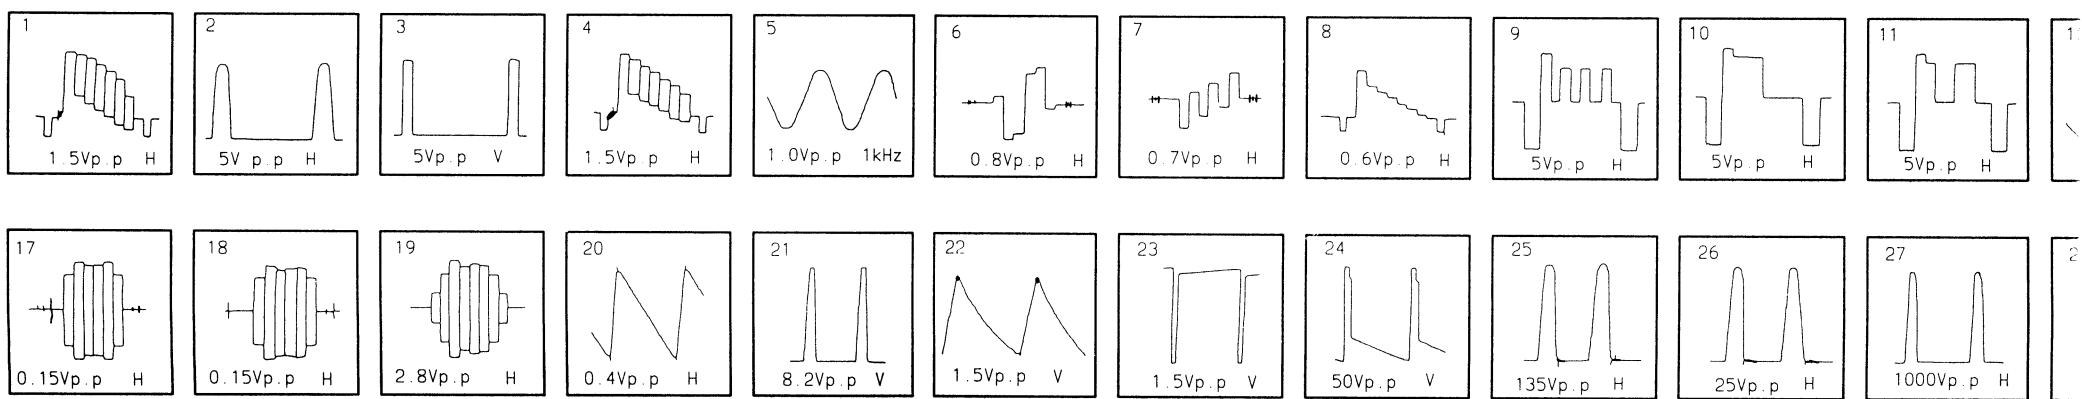 1
1.5Vp.p H
2
5V p.p H
3
5Vp.p V
4
1.5Vp.p H
5
1.0Vp.p 1kHz
6
0.8Vp.p H
7
0.7Vp.p H
8
0.6Vp.p H
9
5Vp.p H
10
5Vp.p H
11
5Vp.p H
17
0.15Vp.p H
18
0.15Vp.p H
19
2.8Vp.p H
20
0.4Vp.p H
21
8.2Vp.p V
22
1.5Vp.p V
23
1.5Vp.p V
24
50Vp.p V
25
135Vp.p H
26
25Vp.p H
27
1000Vp.p H